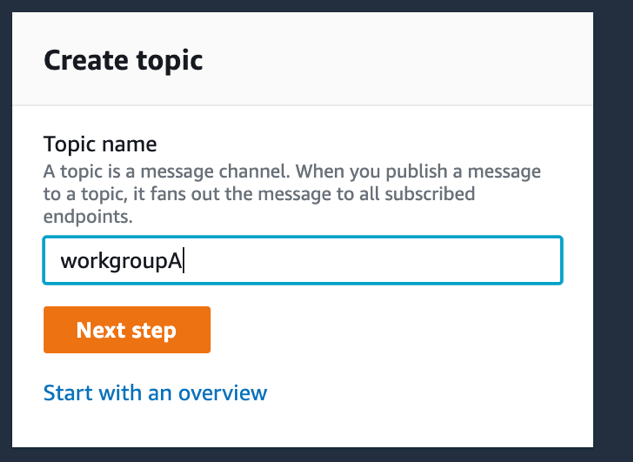 Create topic
Topic name
A topic is a message channel. When you publish a message
to a topic, it fans out the message to all subscribed
endpoints.
workgroupA
Next step
Start with an overview